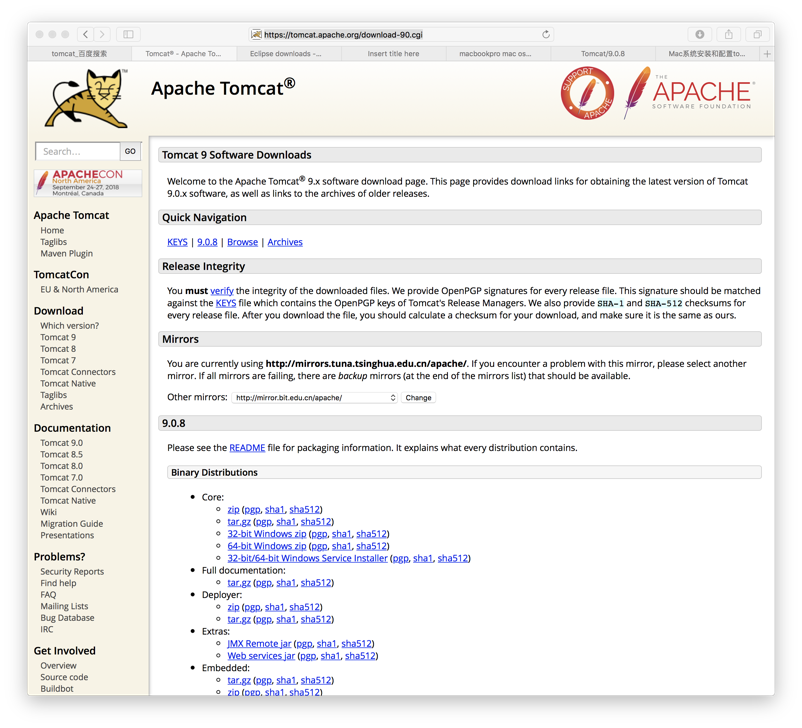 https://tomcat.apache.org/download-90.cgi
tomcat_百度搜索
Tomcat® - Apache To...
Eclipse downloads -...
Insert title here
macbookpro mac os...
Tomcat/9.0.8
Mac系统安装和配置to...
TM
Apache Tomcat®
SUPPORT
APACHE
THE
APACHE®
SOFTWARE FOUNDATION
Search...
GO
APACHECON
North America
September 24-27, 2018
Montréal, Canada
Apache Tomcat
Home
Taglibs
Maven Plugin
TomcatCon
EU & North America
Download
Which version?
Tomcat 9
Tomcat 8
Tomcat 7
Tomcat Connectors
Tomcat Native
Taglibs
Archives
Documentation
Tomcat 9.0
Tomcat 8.5
Tomcat 8.0
Tomcat 7.0
Tomcat Connectors
Tomcat Native
Wiki
Migration Guide
Presentations
Problems?
Security Reports
Find help
FAQ
Mailing Lists
Bug Database
IRC
Get Involved
Overview
Source code
Buildbot
Tomcat 9 Software Downloads
Welcome to the Apache Tomcat® 9.x software download page. This page provides download links for obtaining the latest version of Tomcat
9.0.x software, as well as links to the archives of older releases.
Quick Navigation
KEYS | 9.0.8 | Browse | Archives
Release Integrity
You must verify the integrity of the downloaded files. We provide OpenPGP signatures for every release file. This signature should be matched
against the KEYS file which contains the OpenPGP keys of Tomcat's Release Managers. We also provide SHA-1 and SHA-512 checksums for
every release file. After you download the file, you should calculate a checksum for your download, and make sure it is the same as ours.
Mirrors
You are currently using http://mirrors.tuna.tsinghua.edu.cn/apache/. If you encounter a problem with this mirror, please select another
mirror. If all mirrors are failing, there are backup mirrors (at the end of the mirrors list) that should be available.
Other mirrors: http://mirror.bit.edu.cn/apache/ Change
9.0.8
Please see the README file for packaging information. It explains what every distribution contains.
Binary Distributions
Core:
zip (pgp, sha1, sha512)
tar.gz (pgp, sha1, sha512)
32-bit Windows zip (pgp, sha1, sha512)
64-bit Windows zip (pgp, sha1, sha512)
32-bit/64-bit Windows Service Installer (pgp, sha1, sha512)
Full documentation:
tar.gz (pgp, sha1, sha512)
Deployer:
zip (pgp, sha1, sha512)
tar.gz (pgp, sha1, sha512)
Extras:
JMX Remote jar (pgp, sha1, sha512)
Web services jar (pgp, sha1, sha512)
Embedded:
tar.gz (pgp, sha1, sha512)
zip (pgp, sha1, sha512)